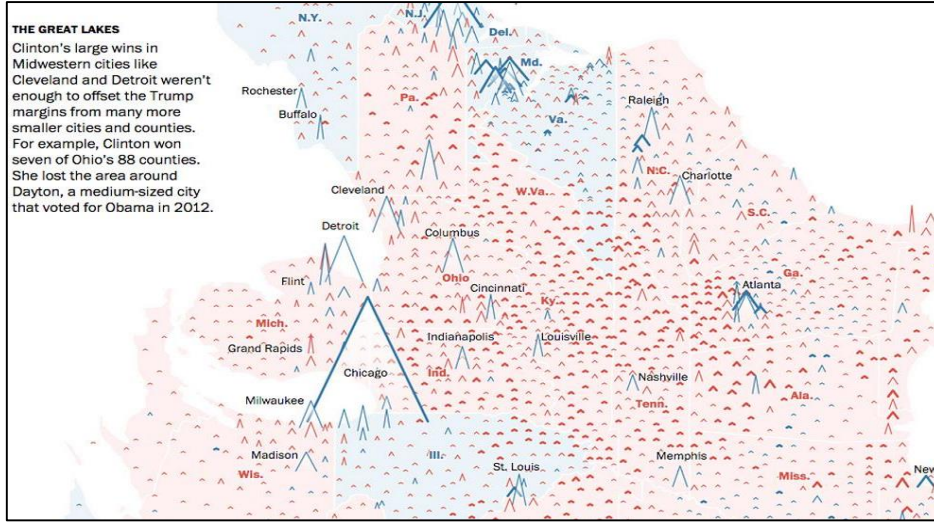 THE GREAT LAKES
Clinton's large wins in
Midwestern cities like
Cleveland and Detroit weren't
enough to offset the Trump
margins from many more
smaller cities and counties.
For example, Clinton won
seven of Ohio's 88 counties.
She lost the area around
Dayton, a medium-sized city
that voted for Obama in 2012.
N.Y.
N.J.
Del.
Md.
Rochester
Pa.
Raleigh
Buffalo
Va.
N.C.
Charlotte
W.Va.
Cleveland
S.C.
Detroit
Columbus
Flint
Ohio
Ga.
Cincinnati
Atlanta
Ky.
Mich.
Grand Rapids
Indianapolis
Louisville
Chicago
Ind.
Nashville
Milwaukee
Tenn.
Ala.
Madison
Ill.
Wis.
St. Louis
Memphis
Miss.
New